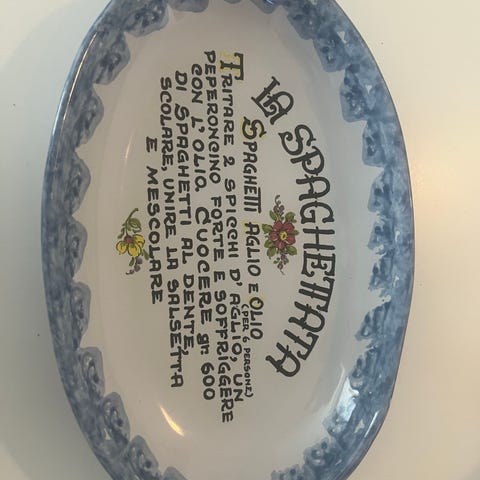 LA SPAGHETTATA
SPAGHETTI AGLIO E OLIO
(PER 6 PERSONE)
TRITARE 2 SPICCHI D'AGLIO, UN
PEPERONCINO FORTE E SOFFRIGGERE
CON L'OLIO. CUOCERE gr. 600
DI SPAGHETTI AL DENTE,
SCOLARE, UNIRE LA SALSETTA
E MESCOLARE